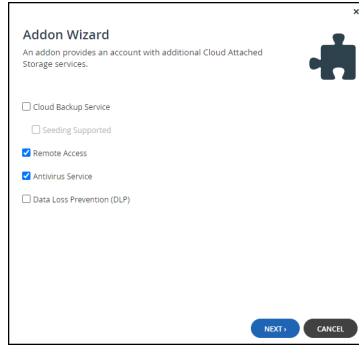 ×
Addon Wizard
An addon provides an account with additional Cloud Attached
Storage services.
Cloud Backup Service
Seeding Supported
Remote Access
Antivirus Service
Data Loss Prevention (DLP)
NEXT ›
CANCEL